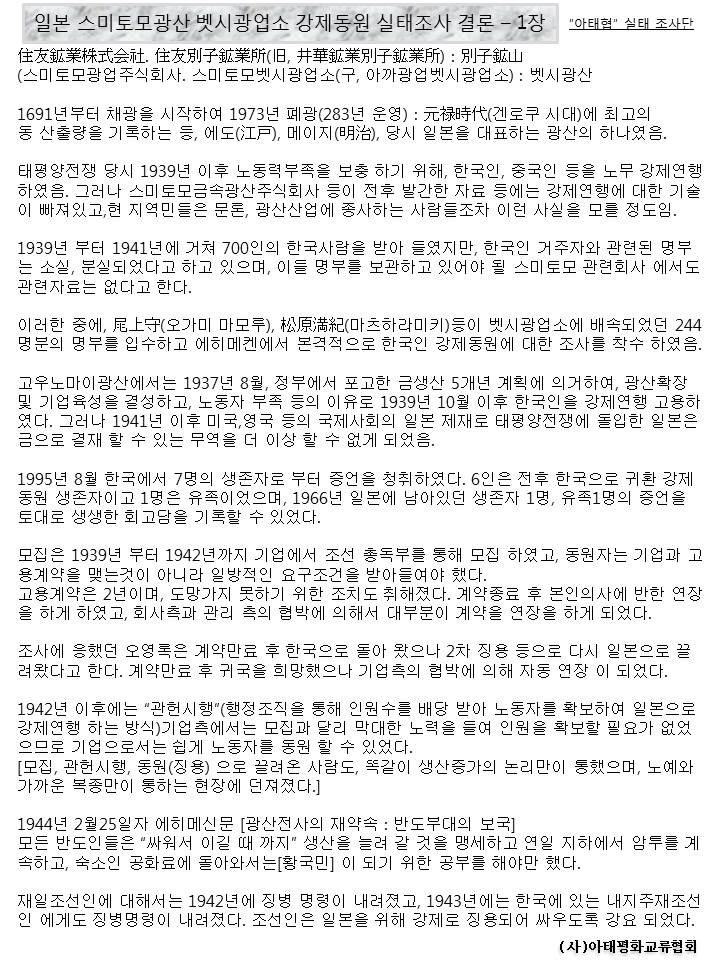 일본 스미토모광산 벳시광업소 강제동원 실태조사 결론 – 1장
“아태협” 실태 조사단
住友鉱業株式会社. 住友別子鉱業所(旧, 井華鉱業別子鉱業所) : 別子鉱山
(스미토모광업주식회사. 스미토모벳시광업소(구, 아까광업벳시광업소) : 벳시광산
1691년부터 채광을 시작하여 1973년 폐광(283년 운영) : 元禄時代(겐로쿠 시대)에 최고의
동 산출량을 기록하는 등, 에도(江戸), 메이지(明治), 당시 일본을 대표하는 광산의 하나였음.
태평양전쟁 당시 1939년 이후 노동력부족을 보충 하기 위해, 한국인, 중국인 등을 노무 강제연행
하였음. 그러나 스미토모금속광산주식회사 등이 전후 발간한 자료 등에는 강제연행에 대한 기술
이 빠져있고,현 지역민들은 문론, 광산산업에 종사하는 사람들조차 이런 사실을 모를 정도임.
1939년 부터 1941년에 거쳐 700인의 한국사람을 받아 들였지만, 한국인 거주자와 관련된 명부
는 소실, 분실되었다고 하고 있으며, 이들 명부를 보관하고 있어야 될 스미토모 관련회사 에서도
관련자료는 없다고 한다.
이러한 중에, 尾上守(오가미 마모루), 松原満紀(마츠하라미키)등이 벳시광업소에 배속되었던 244
명분의 명부를 입수하고 에히메켄에서 본격적으로 한국인 강제동원에 대한 조사를 착수 하였음.
고우노마이광산에서는 1937년 8월, 정부에서 포고한 금생산 5개년 계획에 의거하여, 광산확장
및 기업육성을 결성하고, 노동자 부족 등의 이유로 1939년 10월 이후 한국인을 강제연행 고용하
였다. 그러나 1941년 이후 미국,영국 등의 국제사회의 일본 제재로 태평양전쟁에 돌입한 일본은
금으로 결재 할 수 있는 무역을 더 이상 할 수 없게 되었음.
1995년 8월 한국에서 7명의 생존자로 부터 증언을 청취하였다. 6인은 전후 한국으로 귀환 강제
동원 생존자이고 1명은 유족이었으며, 1966년 일본에 남아있던 생존자 1명, 유족1명의 증언을
토대로 생생한 회고담을 기록할 수 있었다.
모집은 1939년 부터 1942년까지 기업에서 조선 총독부를 통해 모집 하였고, 동원자는 기업과 고
용계약을 맺는것이 아니라 일방적인 요구조건을 받아들여야 했다.
고용계약은 2년이며, 도망가지 못하기 위한 조치도 취해졌다. 계약종료 후 본인의사에 반한 연장
을 하게 하였고, 회사측과 관리 측의 협박에 의해서 대부분이 계약을 연장을 하게 되었다.
조사에 응했던 오영록은 계약만료 후 한국으로 돌아 왔으나 2차 징용 등으로 다시 일본으로 끌
려왔다고 한다. 계약만료 후 귀국을 희망했으나 기업측의 협박에 의해 자동 연장 이 되었다.
1942년 이후에는 “관헌시행”(행정조직을 통해 인원수를 배당 받아 노동자를 확보하여 일본으로
강제연행 하는 방식)기업측에서는 모집과 달리 막대한 노력을 들여 인원을 확보할 필요가 없었
으므로 기업으로서는 쉽게 노동자를 동원 할 수 있었다.
[모집, 관헌시행, 동원(징용) 으로 끌려온 사람도, 똑같이 생산증가의 논리만이 통했으며, 노예와
가까운 복종만이 통하는 현장에 던져졌다.]
1944년 2월25일자 에히메신문 [광산전사의 재약속 : 반도부대의 보국]
모든 반도인들은 “싸워서 이길 때 까지” 생산을 늘려 갈 것을 맹세하고 연일 지하에서 암투를 계
속하고, 숙소인 공화료에 돌아와서는[황국민] 이 되기 위한 공부를 해야만 했다.
재일조선인에 대해서는 1942년에 징병 명령이 내려졌고, 1943년에는 한국에 있는 내지주재조선
인 에게도 징병명령이 내려졌다. 조선인은 일본을 위해 강제로 징용되어 싸우도록 강요 되었다.
(사)아태평화교류협회